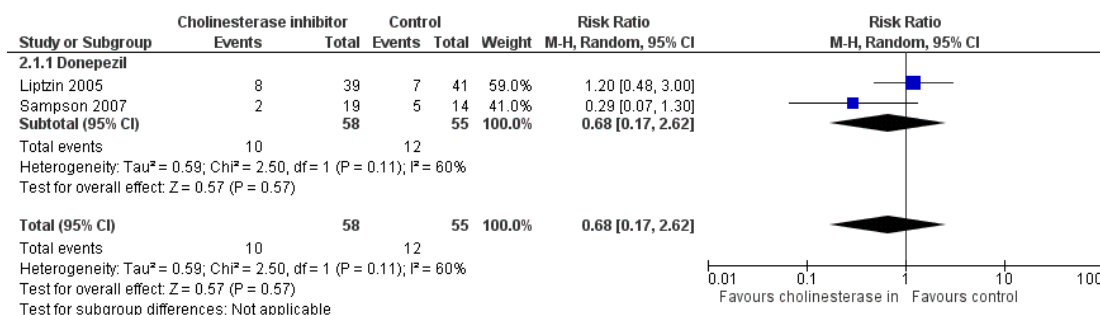 Cholinesterase inhibitor Control Risk Ratio Risk Ratio
Study or Subgroup Events Total Events Total Weight M-H, Random, 95% CI M-H, Random, 95% CI
2.1.1 Donepezil
Liptzin 2005 8 39 7 41 59.0% 1.20 [0.48, 3.00]
Sampson 2007 2 19 5 14 41.0% 0.29 [0.07, 1.30]
Subtotal (95% CI) 58 55 100.0% 0.68 [0.17, 2.62]
Total events 10 12
Heterogeneity: Tau² = 0.59; Chi² = 2.50, df = 1 (P = 0.11); I² = 60%
Test for overall effect: Z = 0.57 (P = 0.57)
Total (95% CI) 58 55 100.0% 0.68 [0.17, 2.62]
Total events 10 12
Heterogeneity: Tau² = 0.59; Chi² = 2.50, df = 1 (P = 0.11); I² = 60%
Test for overall effect: Z = 0.57 (P = 0.57)
Test for subgroup differences: Not applicable
0.01 0.1 1 10 100
Favours cholinesterase in Favours control